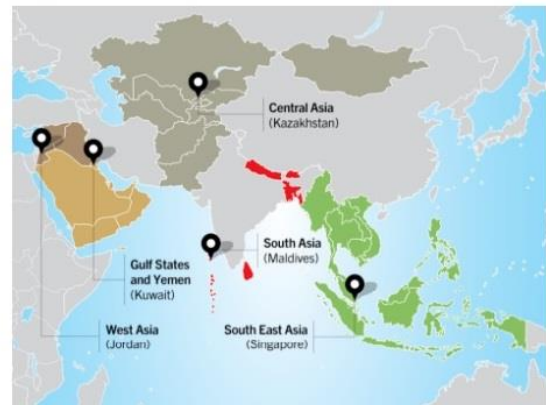 Central Asia
(Kazakhstan)
South Asia
(Maldives)
Gulf States
and Yemen
(Kuwait)
West Asia
(Jordan)
South East Asia
(Singapore)